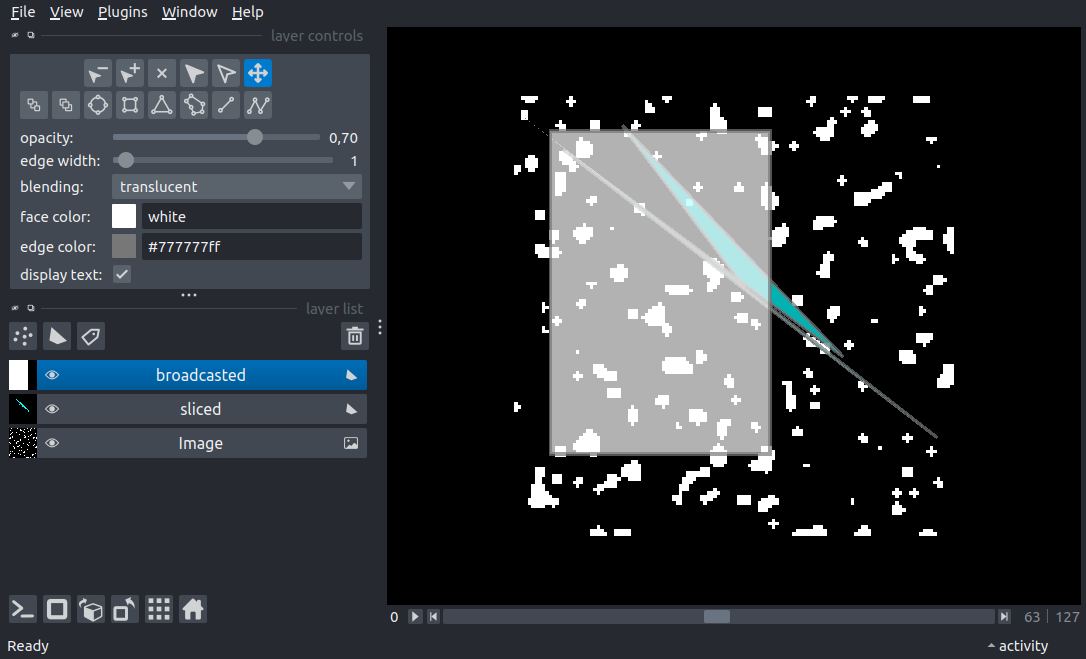 File View Plugins Window Help
layer controls
opacity: 0,70
edge width: 1
blending: translucent
face color: white
edge color: #777777ff
display text:
layer list
broadcasted
sliced
Image
0 63 127
Ready activity